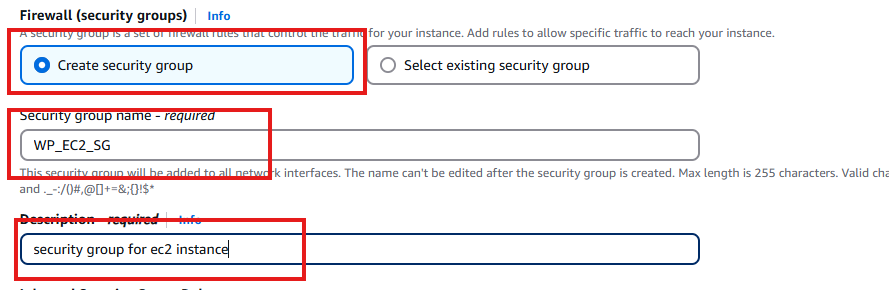 Firewall (security groups) Info
A security group is a set of firewall rules that control the traffic for your instance. Add rules to allow specific traffic to reach your instance.
Create security group Select existing security group
Security group name - required
WP_EC2_SG
This security group will be added to all network interfaces. The name can't be edited after the security group is created. Max length is 255 characters. Valid cha
and ._-:/()#,@[]+=&;{}!$*
Description - required Info
security group for ec2 instance